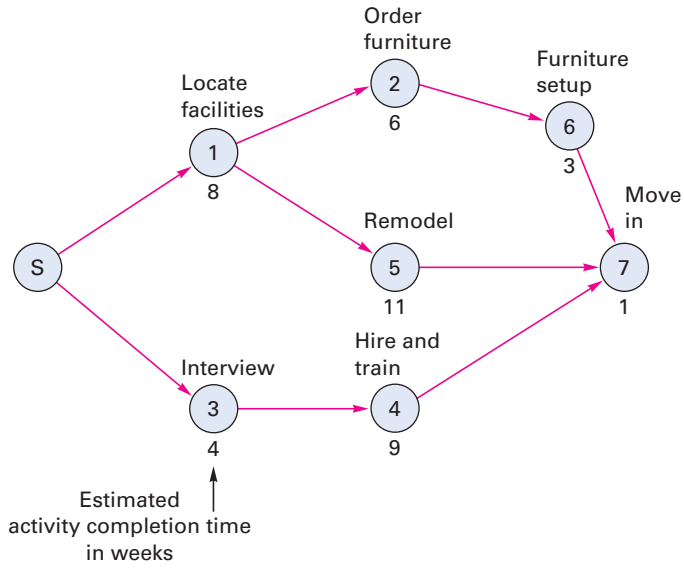 Order
furniture
2
6
Furniture
setup
6
3
Locate
facilities
1
8
Move
in
7
1
Remodel
5
11
S
Interview
3
4
Hire and
train
4
9
Estimated
activity completion time
in weeks